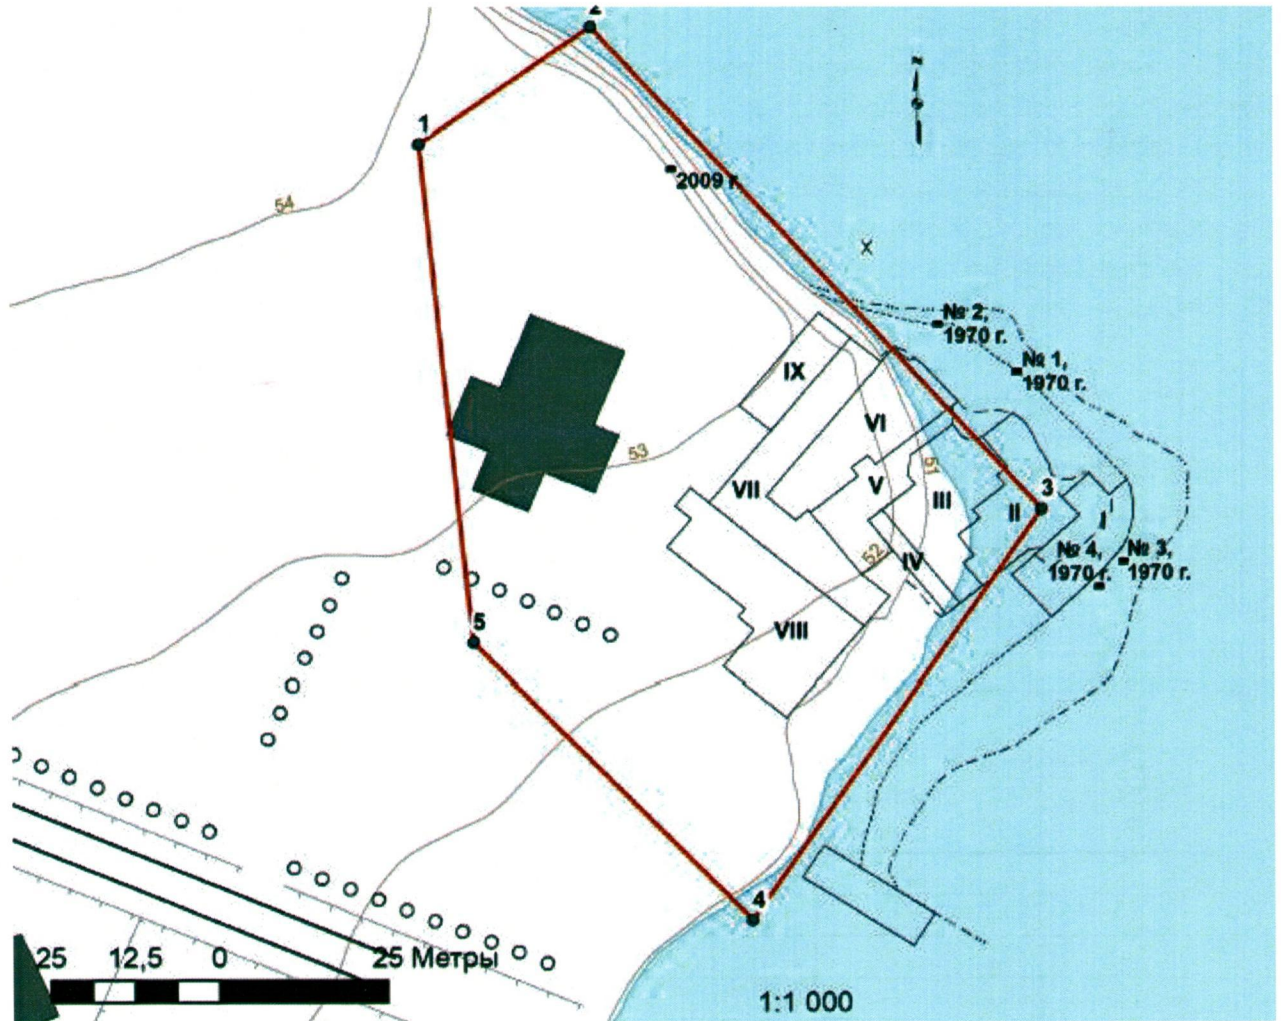 2
N
1
2009 г.
54
X
№ 2,
1970 г.
№ 1,
1970 г.
IX
VI
53
51
VII
V
III
3
II
I
52
IV
№ 4,
1970 г.
№ 3,
1970 г.
5
VIII
4
25 12,5 0 25 Метры
1:1 000